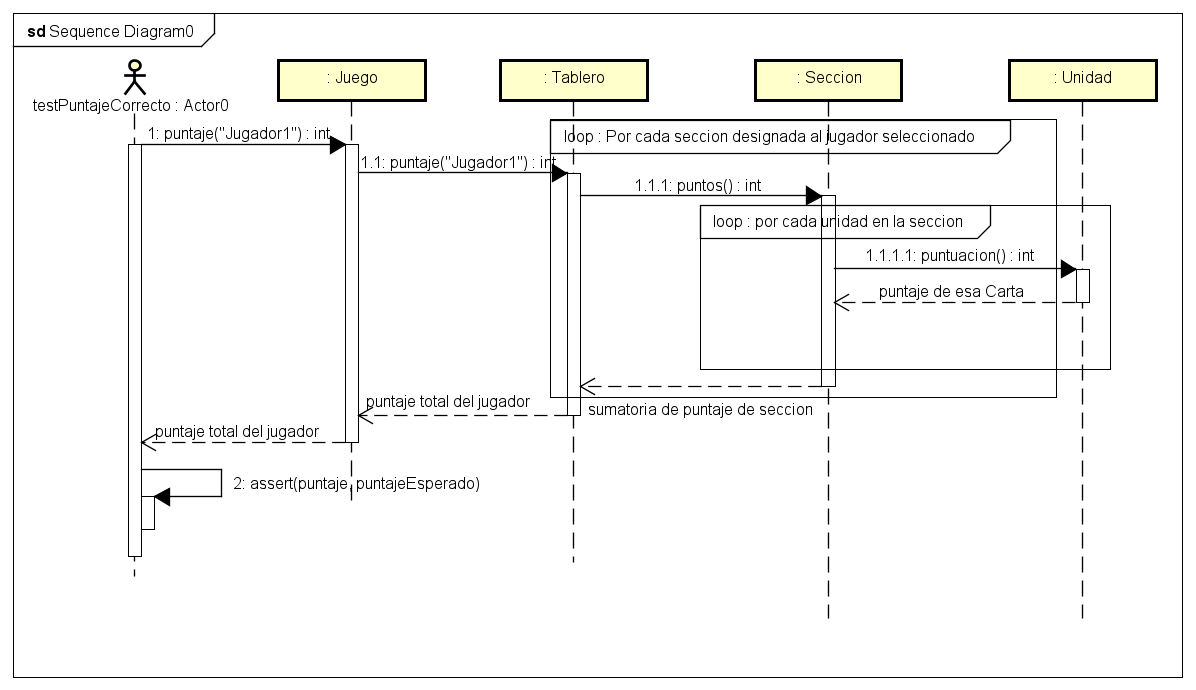 sd Sequence Diagram0
testPuntajeCorrecto : Actor0
: Juego
: Tablero
: Seccion
: Unidad
1: puntaje("Jugador1") : int
loop : Por cada seccion designada al jugador seleccionado
1.1: puntaje("Jugador1") : int
1.1.1: puntos() : int
loop : por cada unidad en la seccion
1.1.1.1: puntuacion() : int
puntaje de esa Carta
puntaje total del jugador
sumatoria de puntaje de seccion
puntaje total del jugador
2: assert(puntaje, puntajeEsperado)